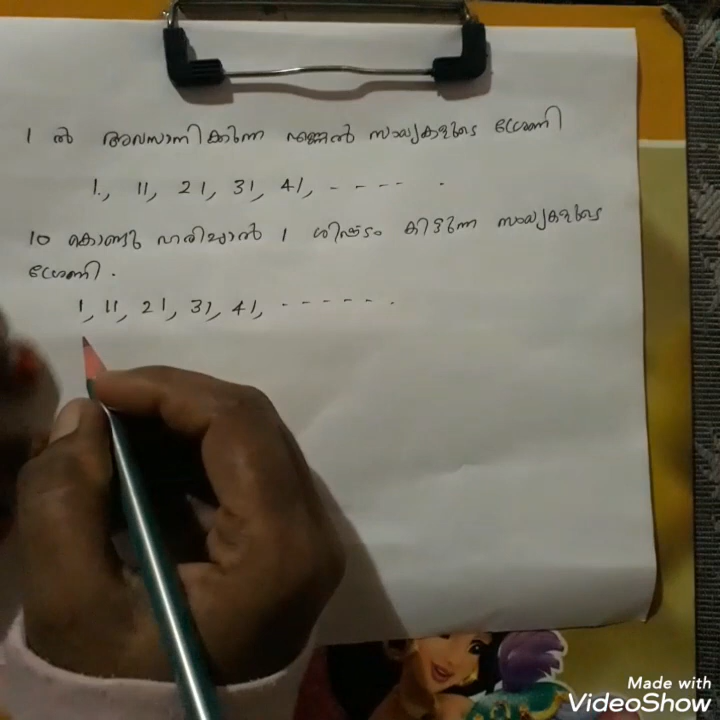 1 ൽ അവസാനിക്കുന്ന എണ്ണൽ സംഖ്യകളുടെ ശ്രേണി
1, 11, 21, 31, 41, - - - - .
10 കൊണ്ടു ഹരിച്ചാൽ 1 ശിഷ്ടം കിട്ടുന്ന സംഖ്യകളുടെ
ശ്രേണി.
1, 11, 21, 31, 41, - - - - - - .
Made with
VideoShow